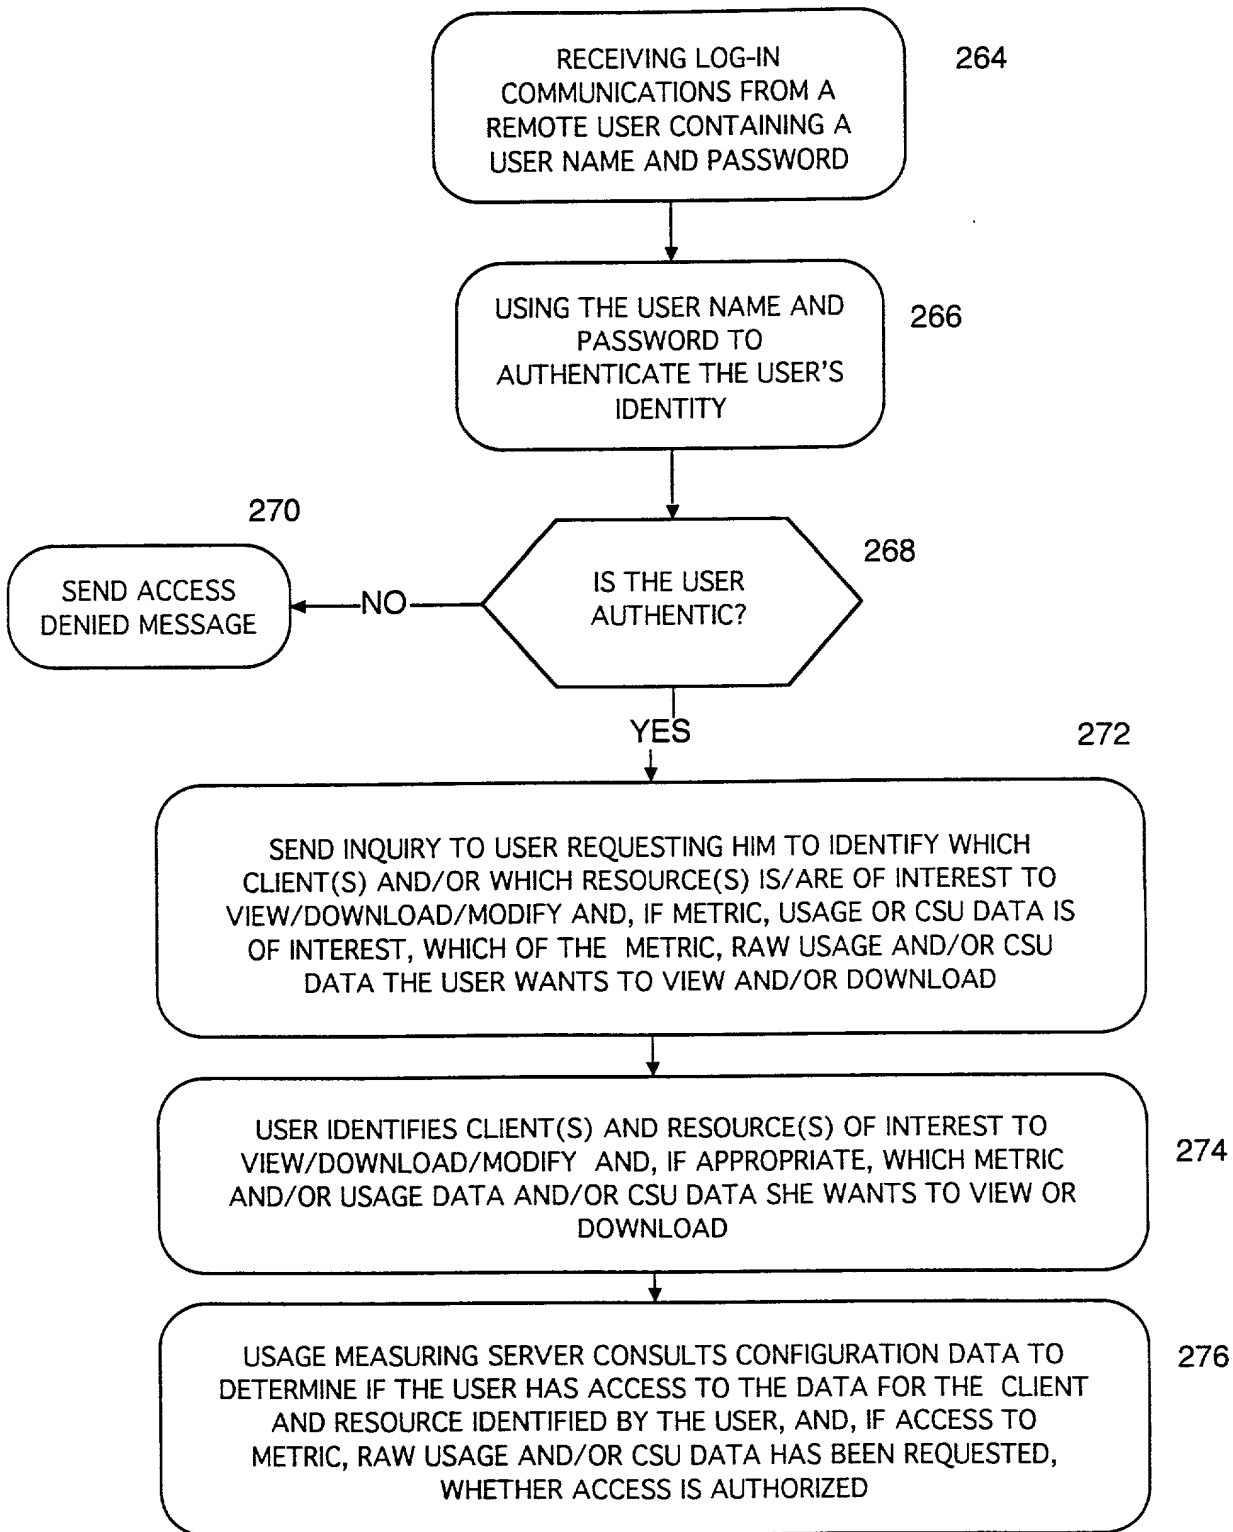 RECEIVING LOG-IN
COMMUNICATIONS FROM A
REMOTE USER CONTAINING A
USER NAME AND PASSWORD
264
USING THE USER NAME AND
PASSWORD TO
AUTHENTICATE THE USER'S
IDENTITY
266
270
SEND ACCESS
DENIED MESSAGE
NO
IS THE USER
AUTHENTIC?
268
YES
272
SEND INQUIRY TO USER REQUESTING HIM TO IDENTIFY WHICH
CLIENT(S) AND/OR WHICH RESOURCE(S) IS/ARE OF INTEREST TO
VIEW/DOWNLOAD/MODIFY AND, IF METRIC, USAGE OR CSU DATA IS
OF INTEREST, WHICH OF THE METRIC, RAW USAGE AND/OR CSU
DATA THE USER WANTS TO VIEW AND/OR DOWNLOAD
USER IDENTIFIES CLIENT(S) AND RESOURCE(S) OF INTEREST TO
VIEW/DOWNLOAD/MODIFY AND, IF APPROPRIATE, WHICH METRIC
AND/OR USAGE DATA AND/OR CSU DATA SHE WANTS TO VIEW OR
DOWNLOAD
274
USAGE MEASURING SERVER CONSULTS CONFIGURATION DATA TO
DETERMINE IF THE USER HAS ACCESS TO THE DATA FOR THE CLIENT
AND RESOURCE IDENTIFIED BY THE USER, AND, IF ACCESS TO
METRIC, RAW USAGE AND/OR CSU DATA HAS BEEN REQUESTED,
WHETHER ACCESS IS AUTHORIZED
276